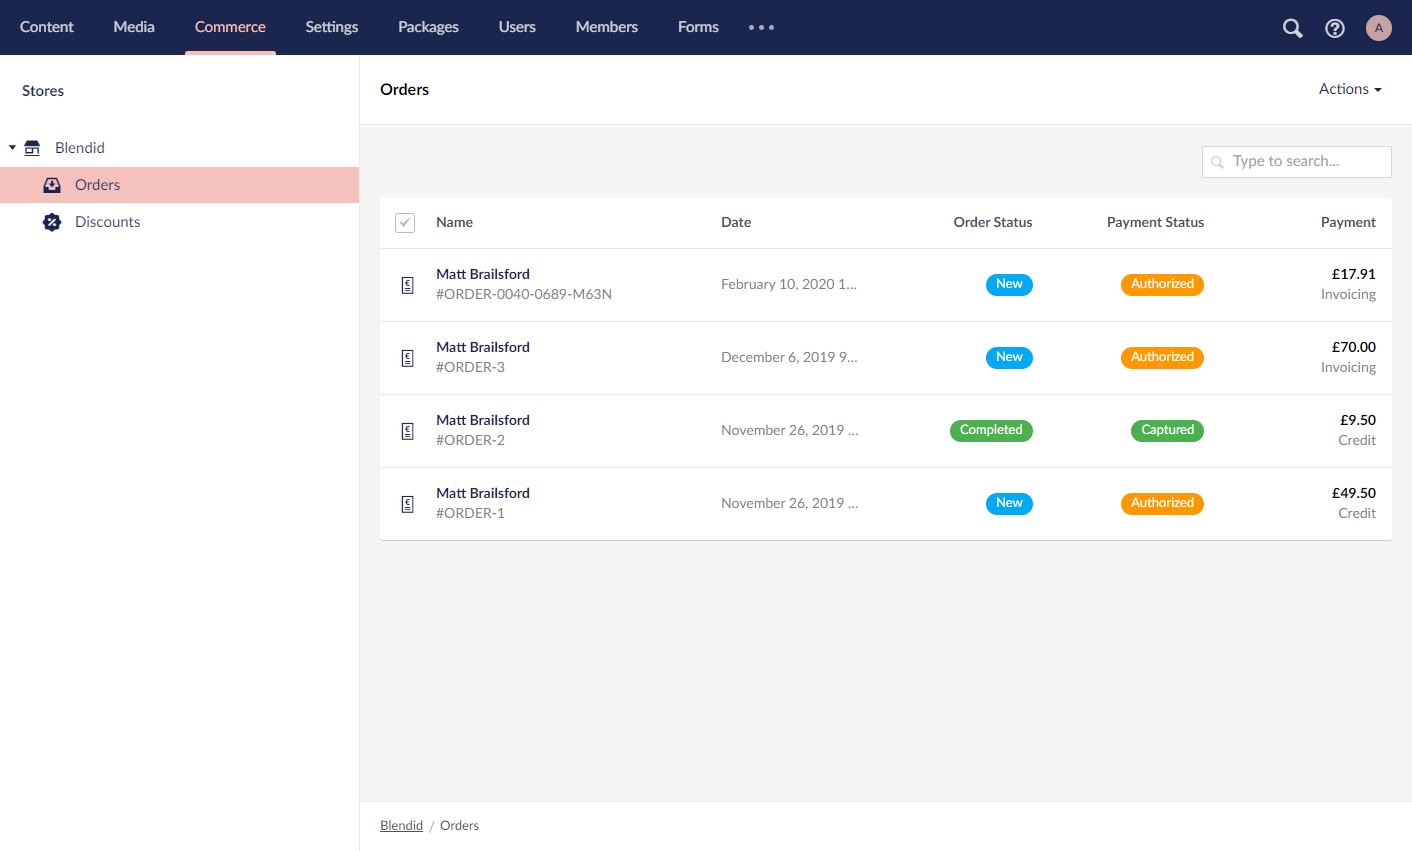 Content Media Commerce Settings Packages Users Members Forms A
Stores
Blendid
Orders
Discounts
Orders
Actions
Type to search...
Name Date Order Status Payment Status Payment
Matt Brailsford February 10, 2020 1... New Authorized £17.91
#ORDER-0040-0689-M63N Invoicing
Matt Brailsford December 6, 2019 9... New Authorized £70.00
#ORDER-3 Invoicing
Matt Brailsford November 26, 2019 ... Completed Captured £9.50
#ORDER-2 Credit
Matt Brailsford November 26, 2019 ... New Authorized £49.50
#ORDER-1 Credit
Blendid / Orders